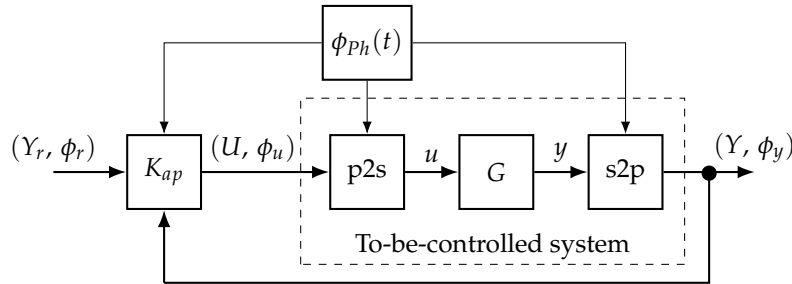 ϕ_Ph(t)
(Y_r, ϕ_r)
K_ap
(U, ϕ_u)
p2s
u
G
y
s2p
(Y, ϕ_y)
To-be-controlled system